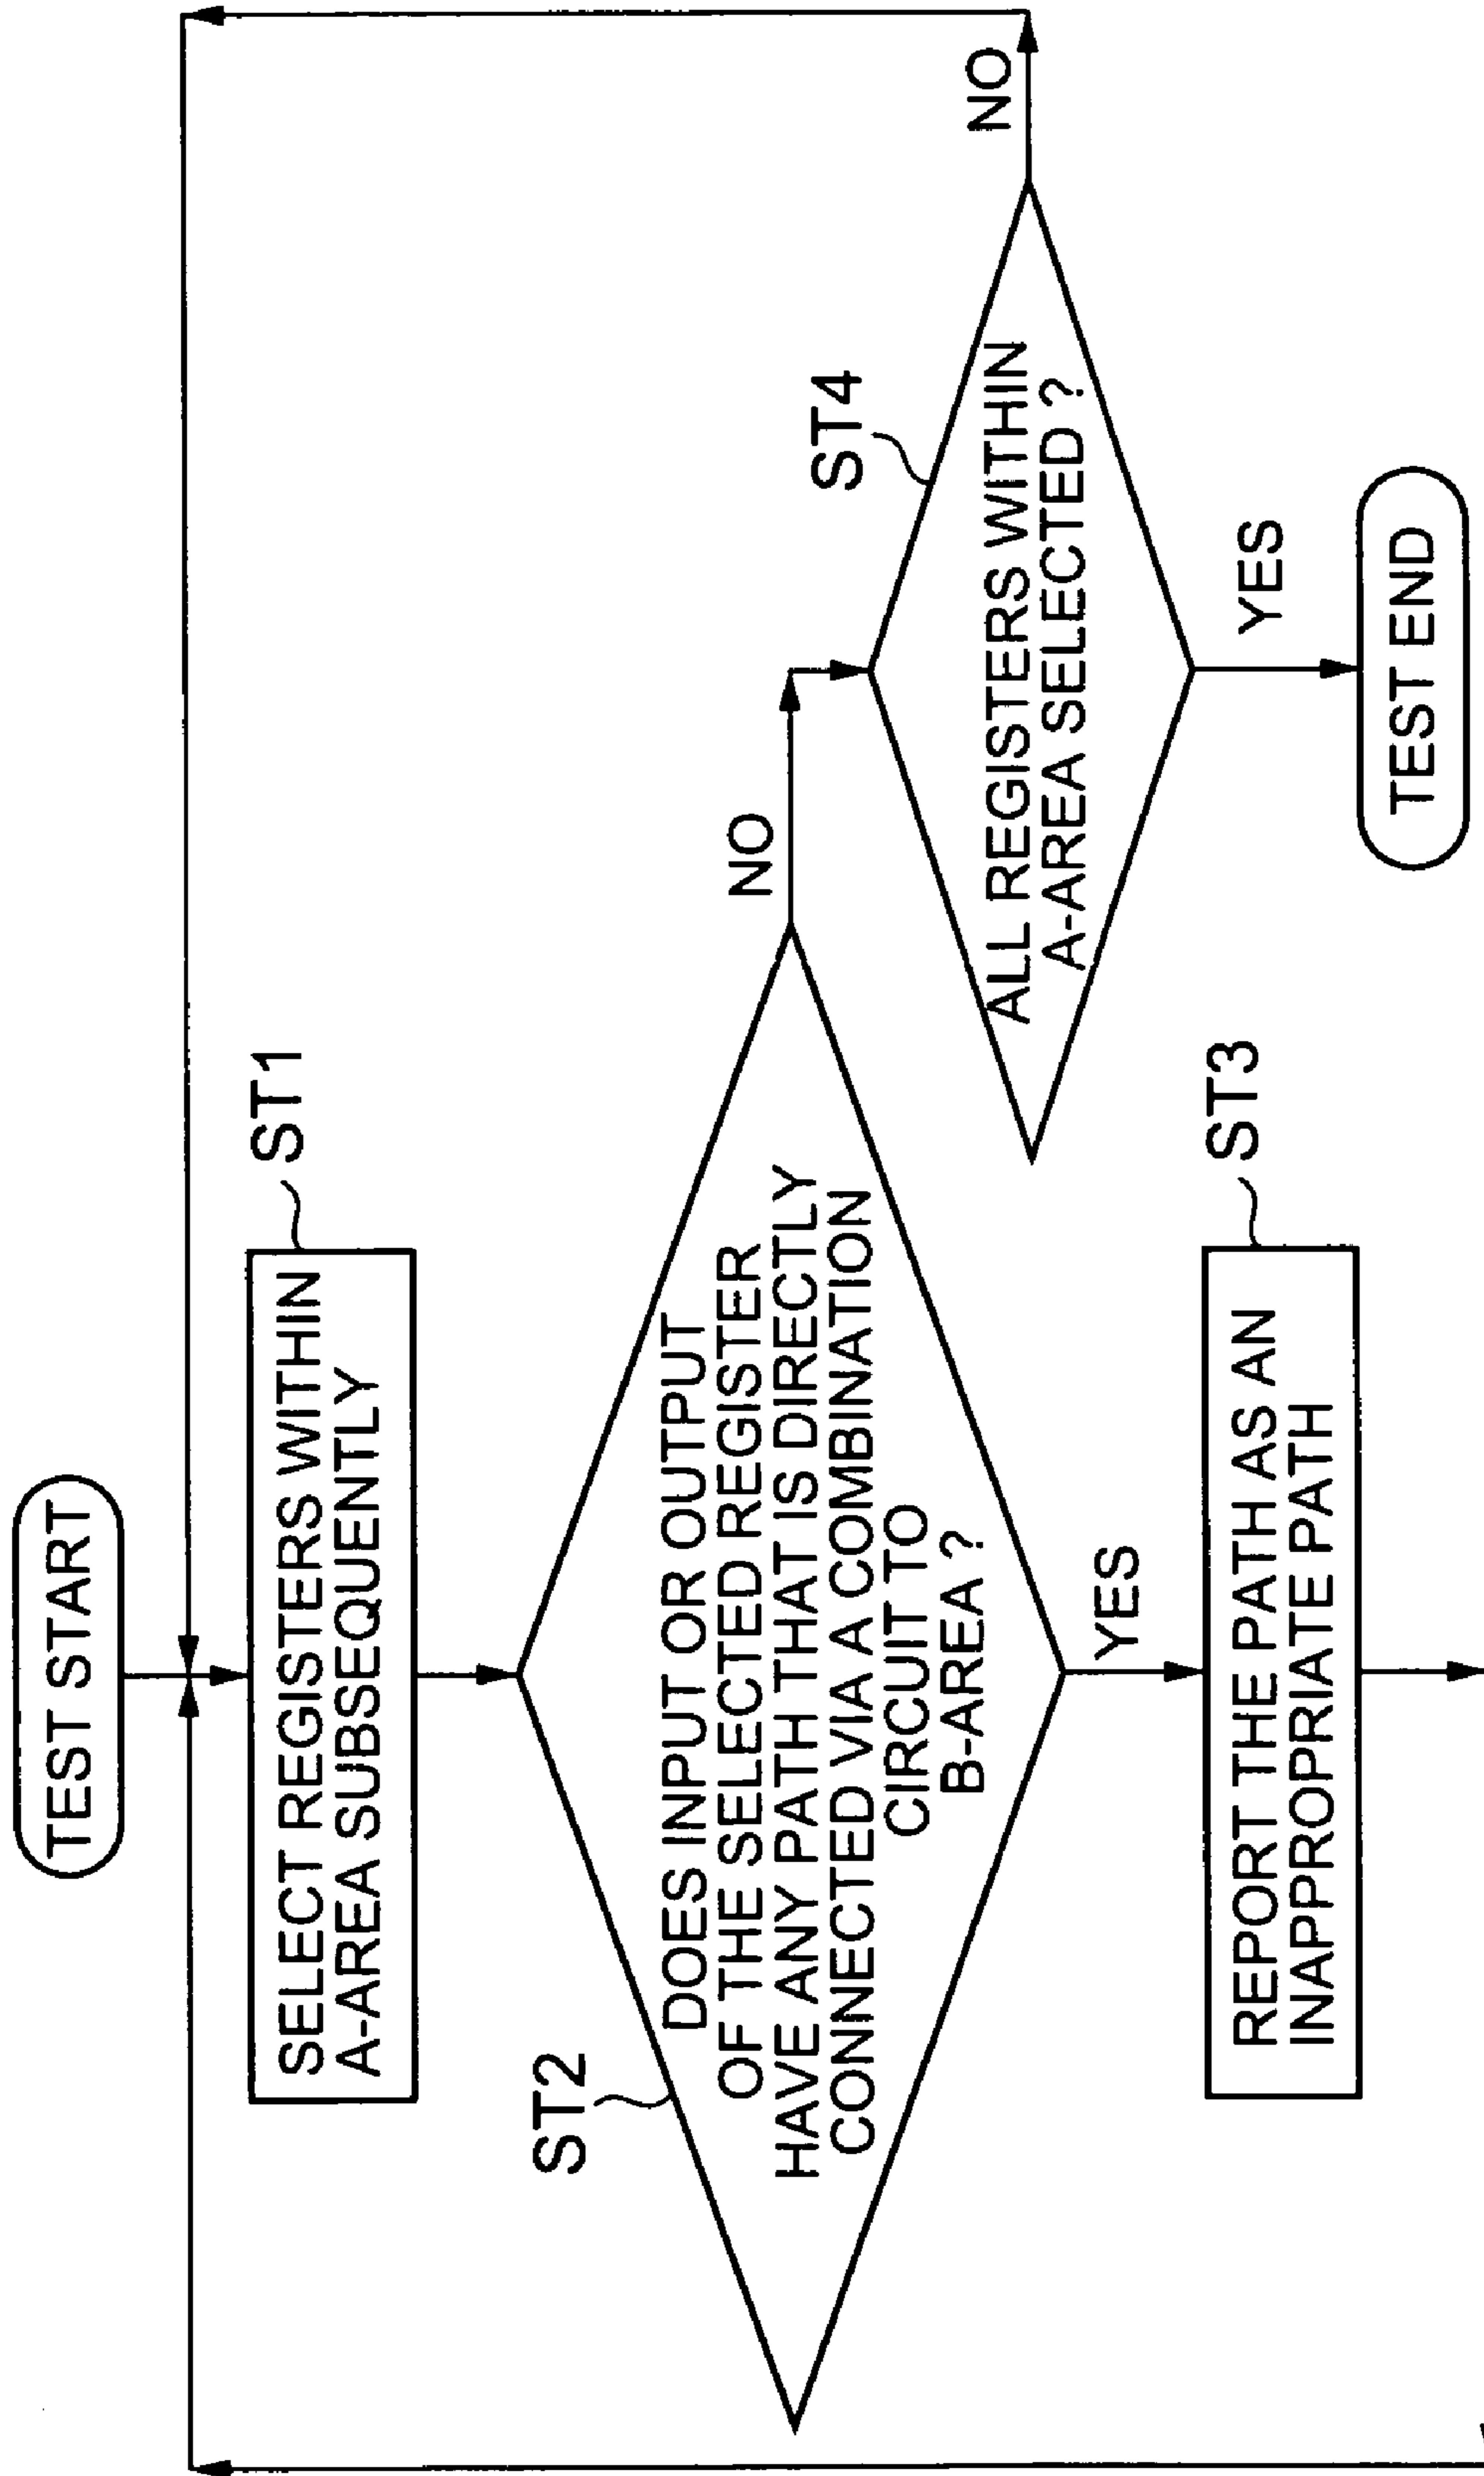 TEST START
SELECT REGISTERS WITHIN
A-AREA SUBSEQUENTLY
ST1
ST2
DOES INPUT OR OUTPUT
OF THE SELECTED REGISTER
HAVE ANY PATH THAT IS DIRECTLY
CONNECTED VIA A COMBINATION
CIRCUIT TO
B-AREA ?
NO
YES
REPORT THE PATH AS AN
INAPPROPRIATE PATH
ST3
ST4
ALL REGISTERS WITHIN
A-AREA SELECTED ?
NO
YES
TEST END